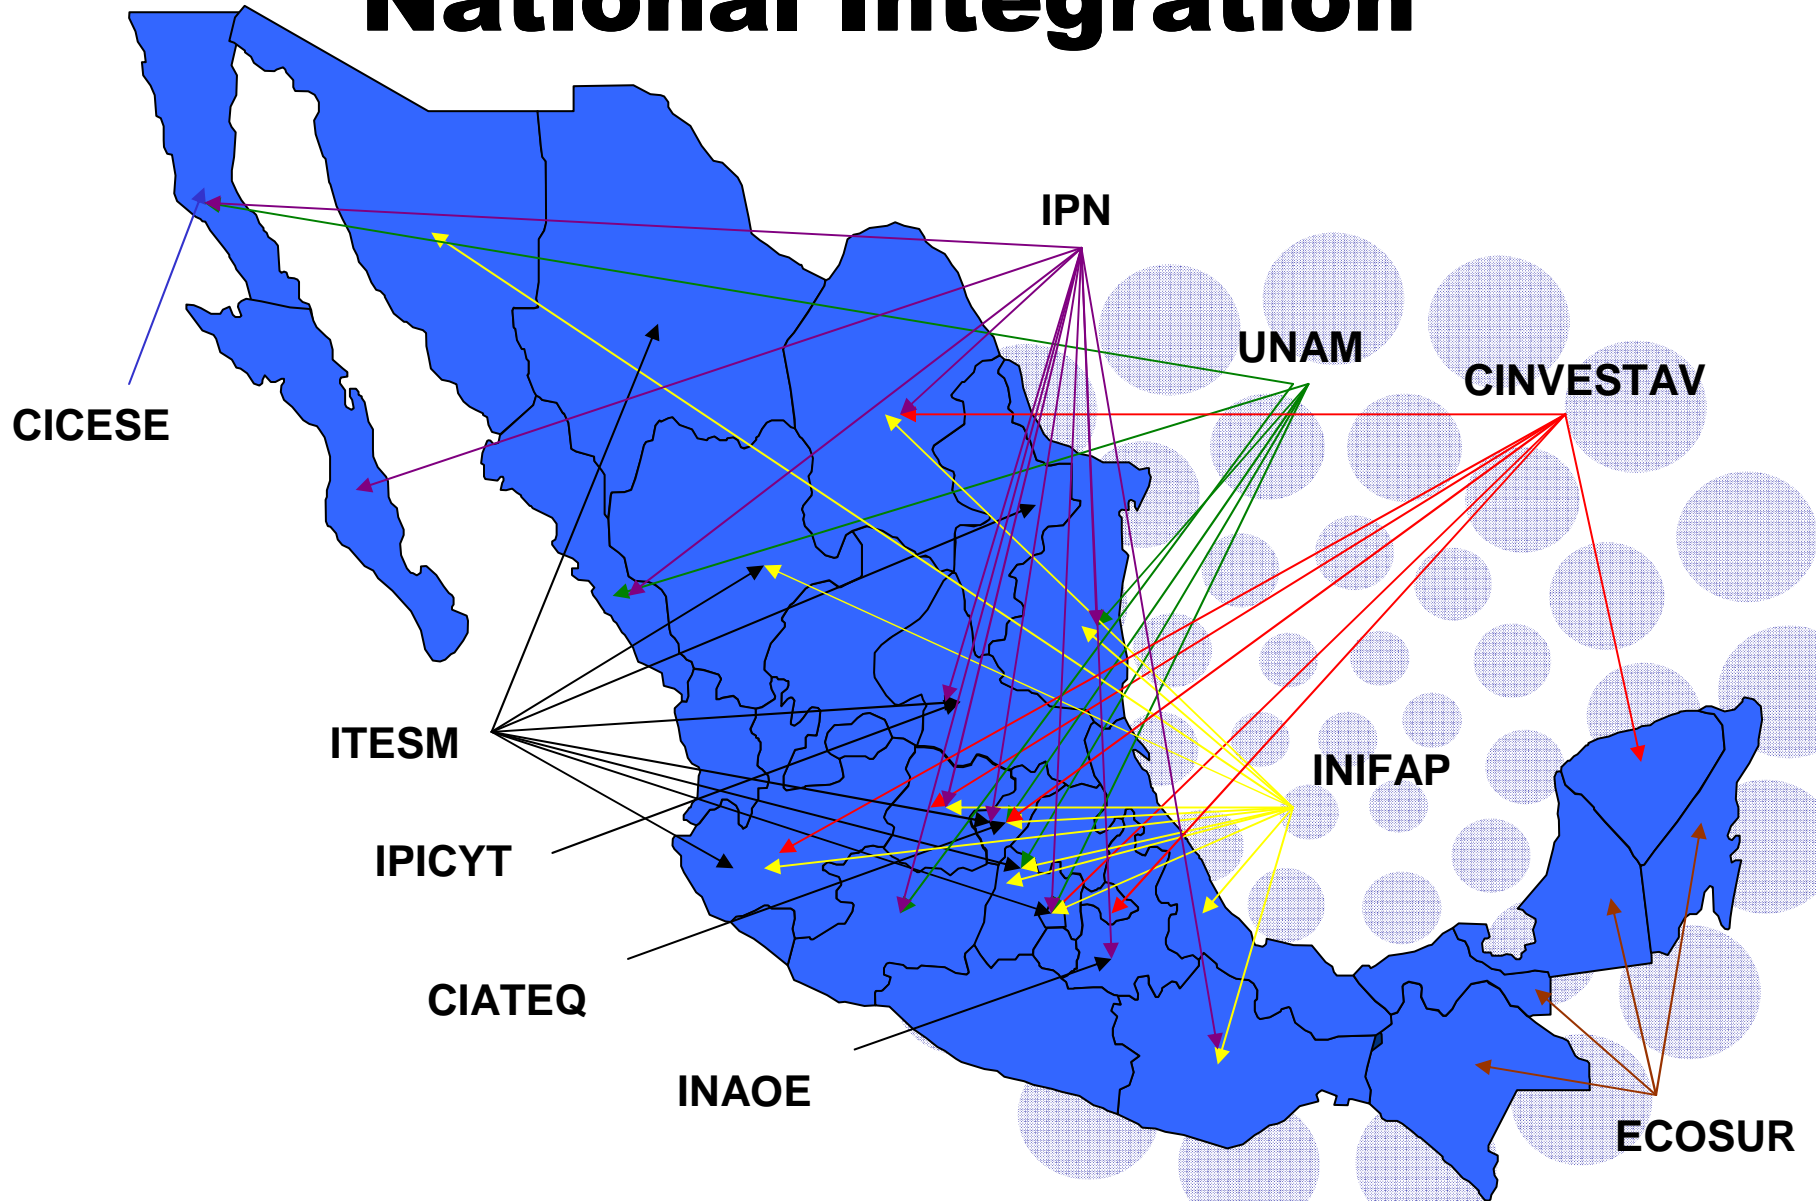 National Integration
IPN
UNAM
CINVESTAV
CICESE
ITESM
INIFAP
IPICYT
CIATEQ
INAOE
ECOSUR